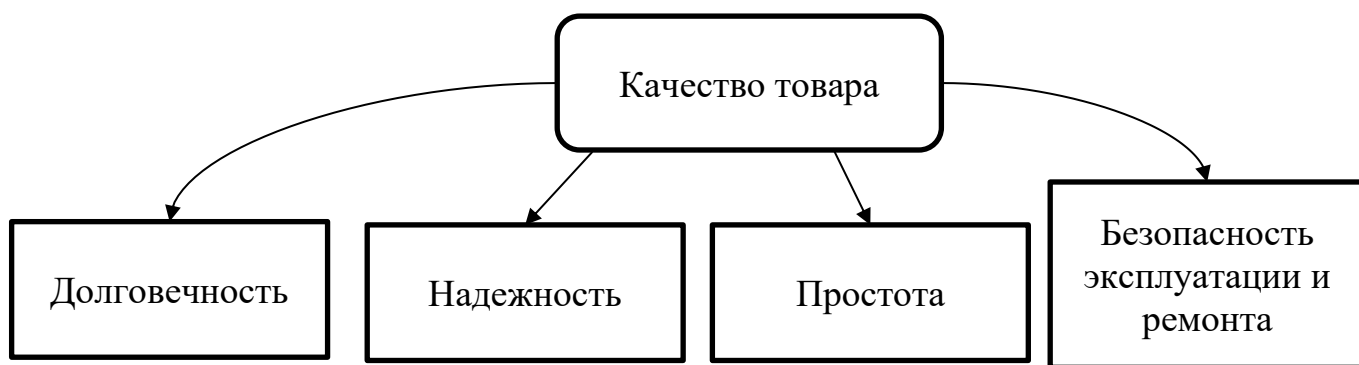 Качество товара
Долговечность
Надежность
Простота
Безопасность
эксплуатации и
ремонта